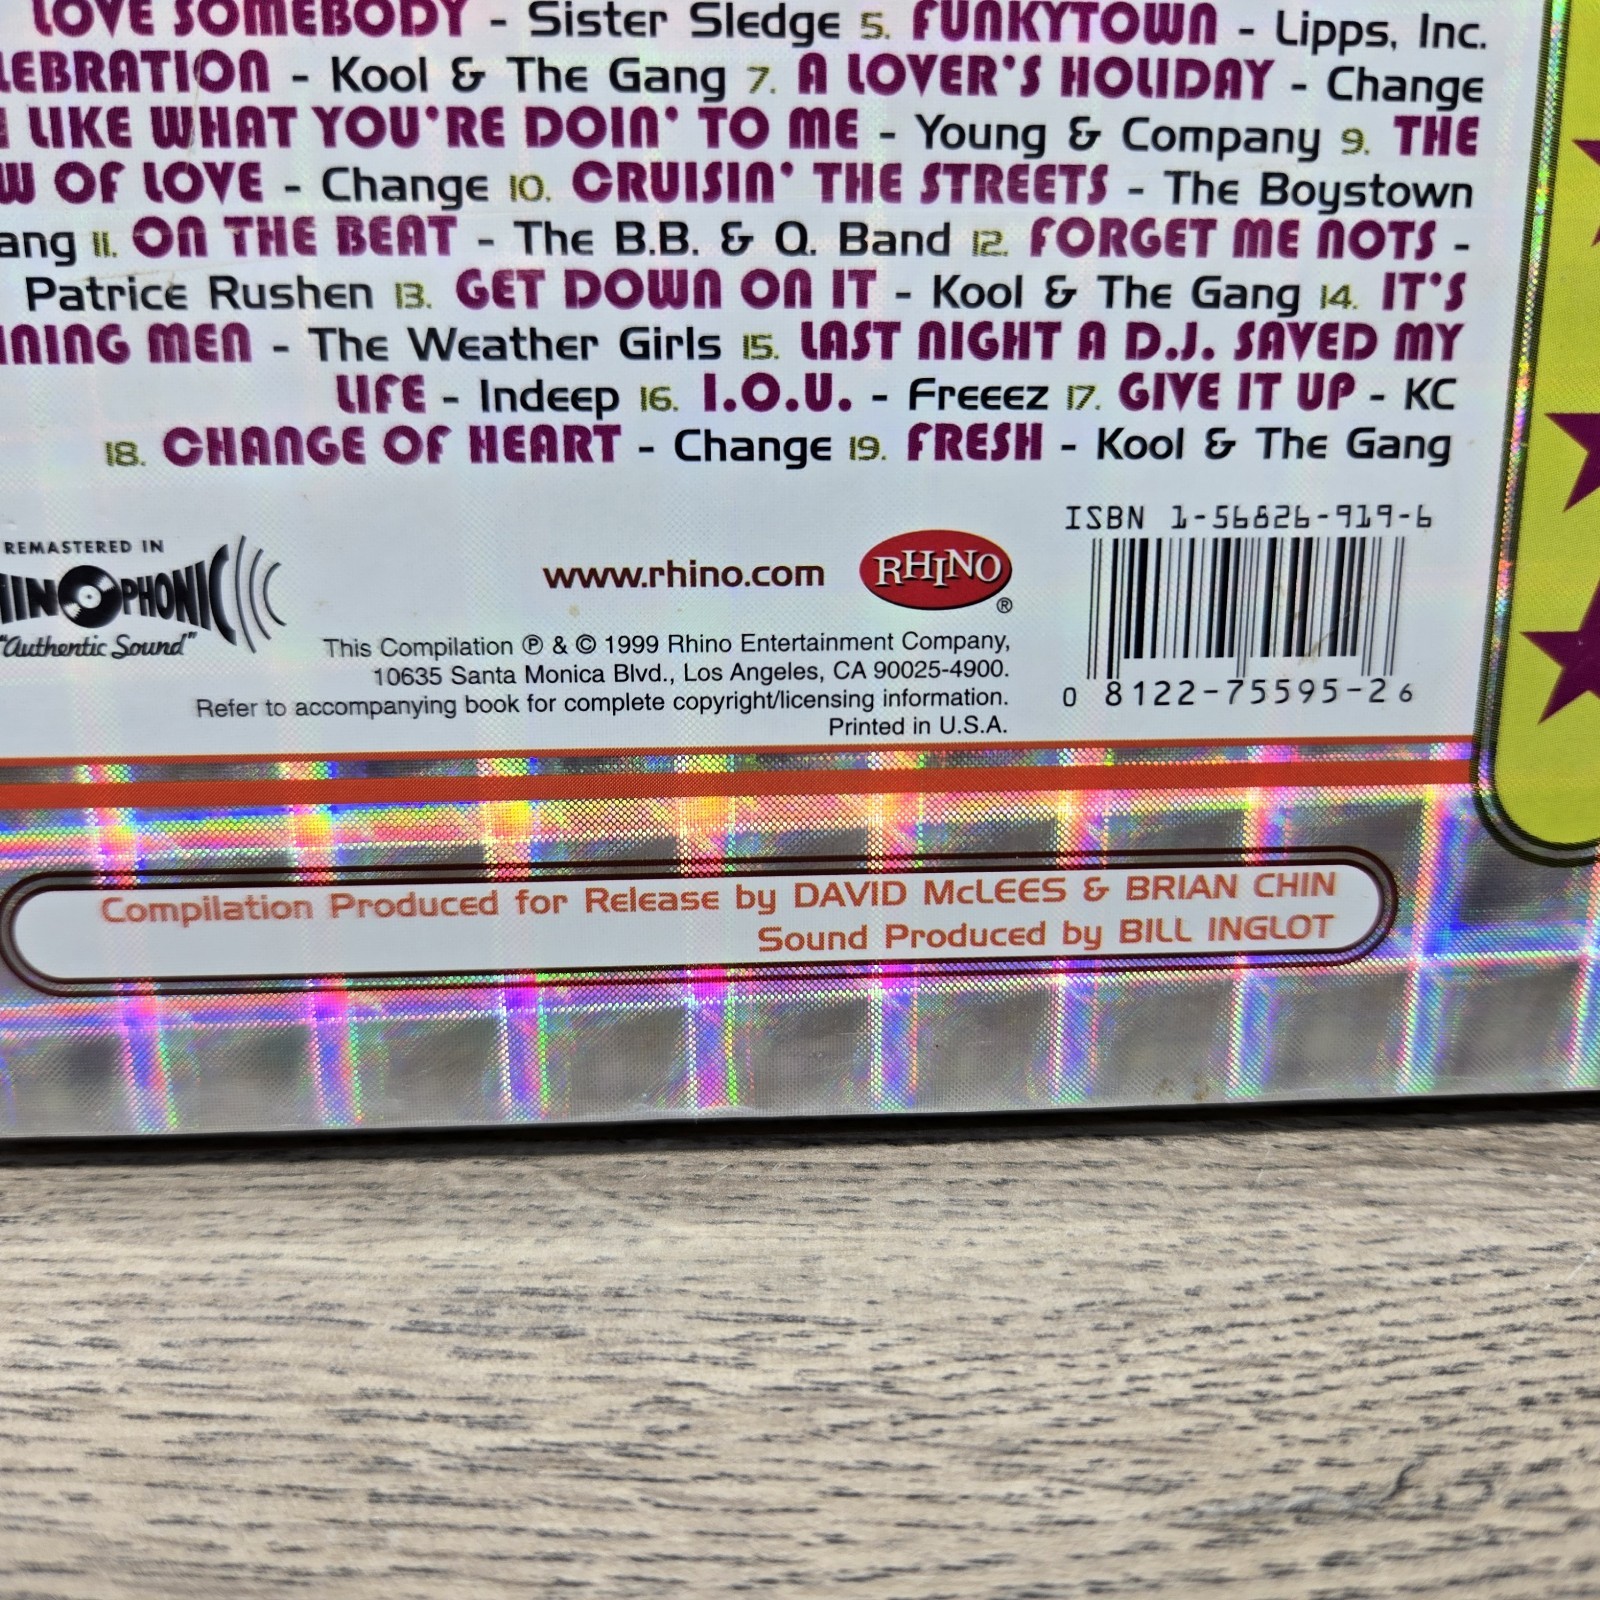 LOVE SOMEBODY - Sister Sledge 5. FUNKYTOWN - Lipps, Inc.
LEBRATION - Kool & The Gang 7. A LOVER'S HOLIDAY - Change
LIKE WHAT YOU'RE DOIN' TO ME - Young & Company 9. THE
W OF LOVE - Change 10. CRUISIN' THE STREETS - The Boystown
ang 11. ON THE BEAT - The B.B. & Q. Band 12. FORGET ME NOTS -
Patrice Rushen 13. GET DOWN ON IT - Kool & The Gang 14. IT'S
INING MEN - The Weather Girls 15. LAST NIGHT A D.J. SAVED MY
LIFE - Indeep 16. I.O.U. - Freeez 17. GIVE IT UP - KC
18. CHANGE OF HEART - Change 19. FRESH - Kool & The Gang
ISBN 1-56826-919-6
REMASTERED IN
INOPHONIC
"Authentic Sound"
www.rhino.com
RHINO
®
This Compilation ℗ & © 1999 Rhino Entertainment Company,
10635 Santa Monica Blvd., Los Angeles, CA 90025-4900.
Refer to accompanying book for complete copyright/licensing information.
Printed in U.S.A.
0 8122-75595-2 6
Compilation Produced for Release by DAVID McLEES & BRIAN CHIN
Sound Produced by BILL INGLOT